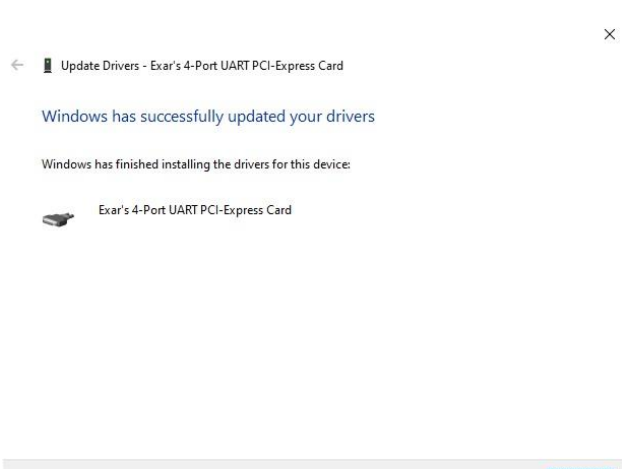 Update Drivers - Exar's 4-Port UART PCI-Express Card
Windows has successfully updated your drivers
Windows has finished installing the drivers for this device:
Exar's 4-Port UART PCI-Express Card